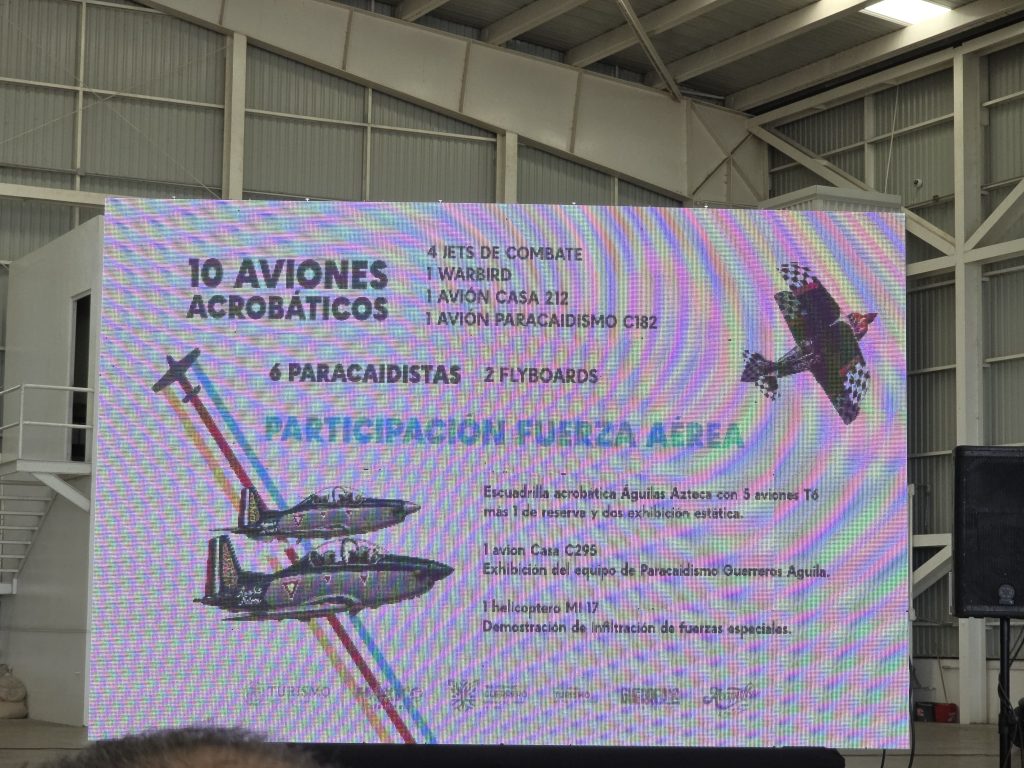 10 AVIONES
ACROBÁTICOS
4 JETS DE COMBATE
1 WARBIRD
1 AVIÓN CASA 212
1 AVIÓN PARACAIDISMO C182
6 PARACAIDISTAS
2 FLYBOARDS
PARTICIPACIÓN FUERZA AÉREA
Escuadrilla acrobática Águilas Azteca con 5 aviones T6
más 1 de reserva y dos exhibición estática.
1 avion Casa C295
Exhibición del equipo de Paracaidismo Guerreros Aguila.
1 helicoptero MI 17
Demostración de infiltración de fuerzas especiales.
TURISMO